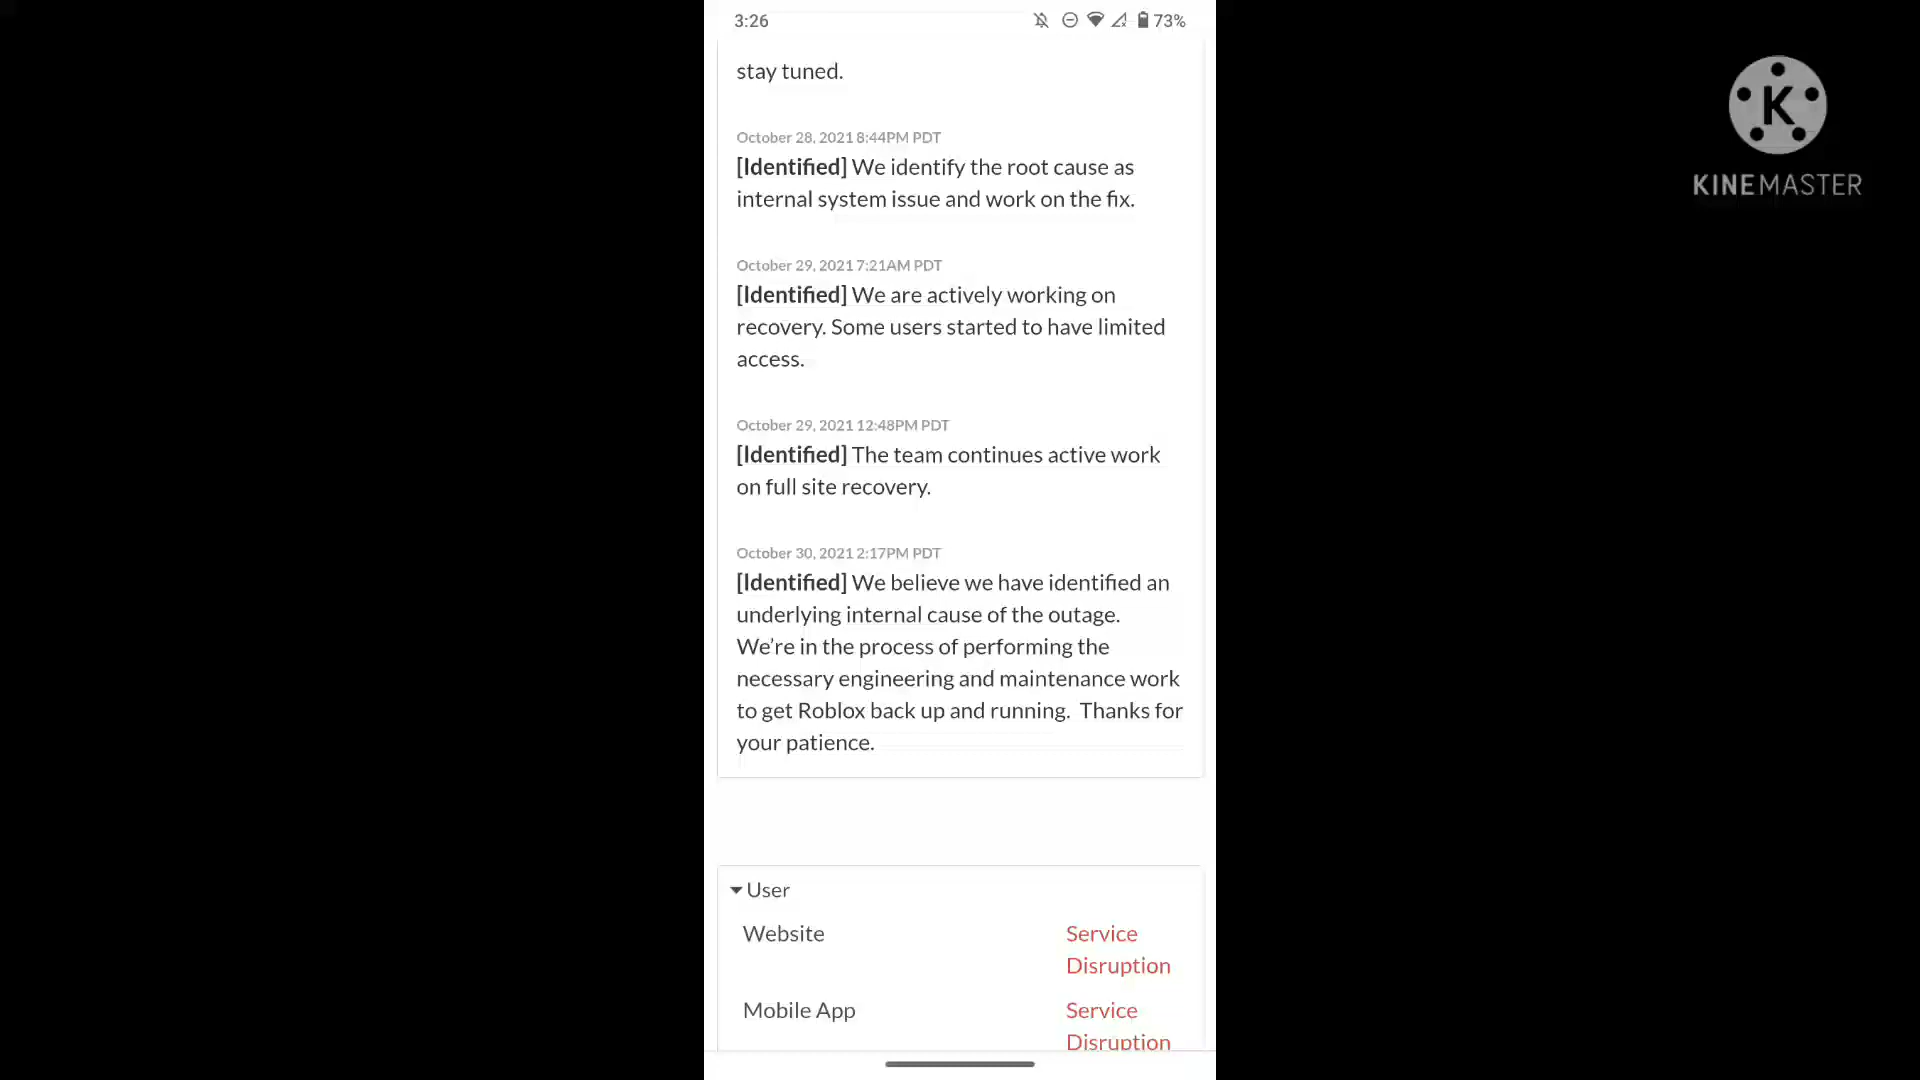 3:26
73%
stay tuned.
October 28, 2021 8:44PM PDT
[Identified] We identify the root cause as
internal system issue and work on the fix.
October 29, 2021 7:21AM PDT
[Identified] We are actively working on
recovery. Some users started to have limited
access.
October 29, 2021 12:48PM PDT
[Identified] The team continues active work
on full site recovery.
October 30, 2021 2:17PM PDT
[Identified] We believe we have identified an
underlying internal cause of the outage.
We’re in the process of performing the
necessary engineering and maintenance work
to get Roblox back up and running.  Thanks for
your patience.
User
Website
Service
Disruption
Mobile App
Service
Disruption
K
KINEMASTER